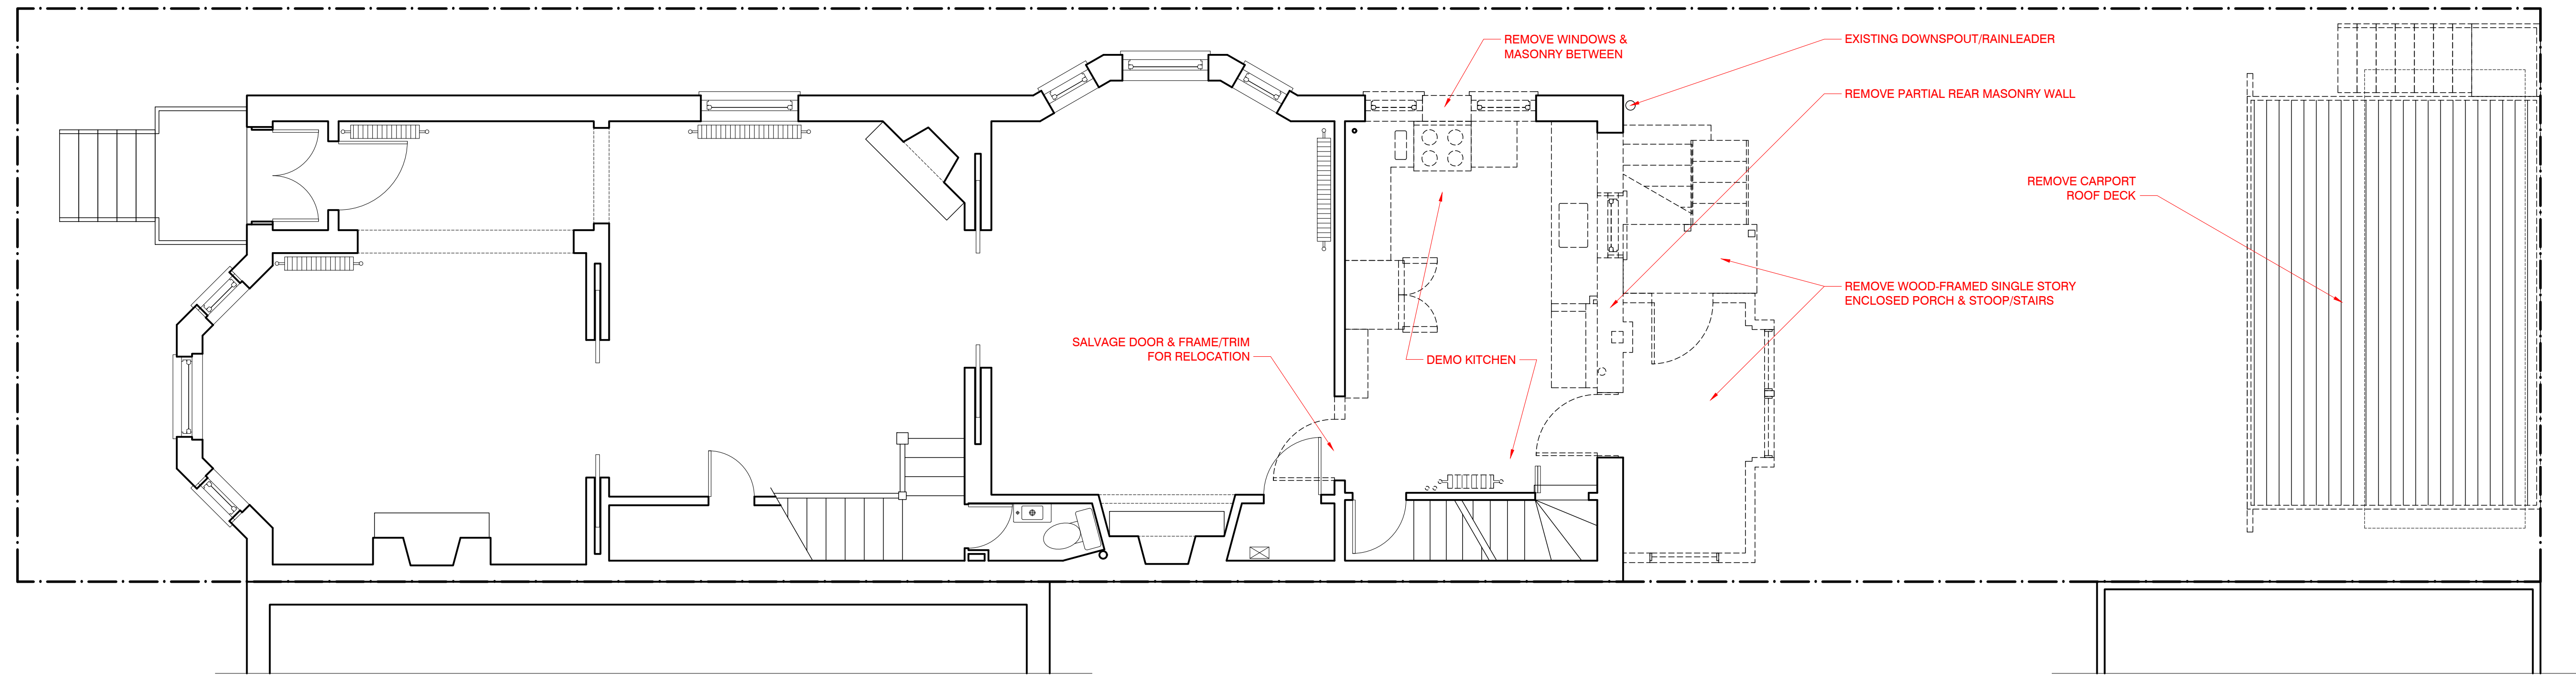 REMOVE WINDOWS &
MASONRY BETWEEN
EXISTING DOWNSPOUT/RAINLEADER
REMOVE PARTIAL REAR MASONRY WALL
REMOVE CARPORT
ROOF DECK
REMOVE WOOD-FRAMED SINGLE STORY
ENCLOSED PORCH & STOOP/STAIRS
SALVAGE DOOR & FRAME/TRIM
FOR RELOCATION
DEMO KITCHEN